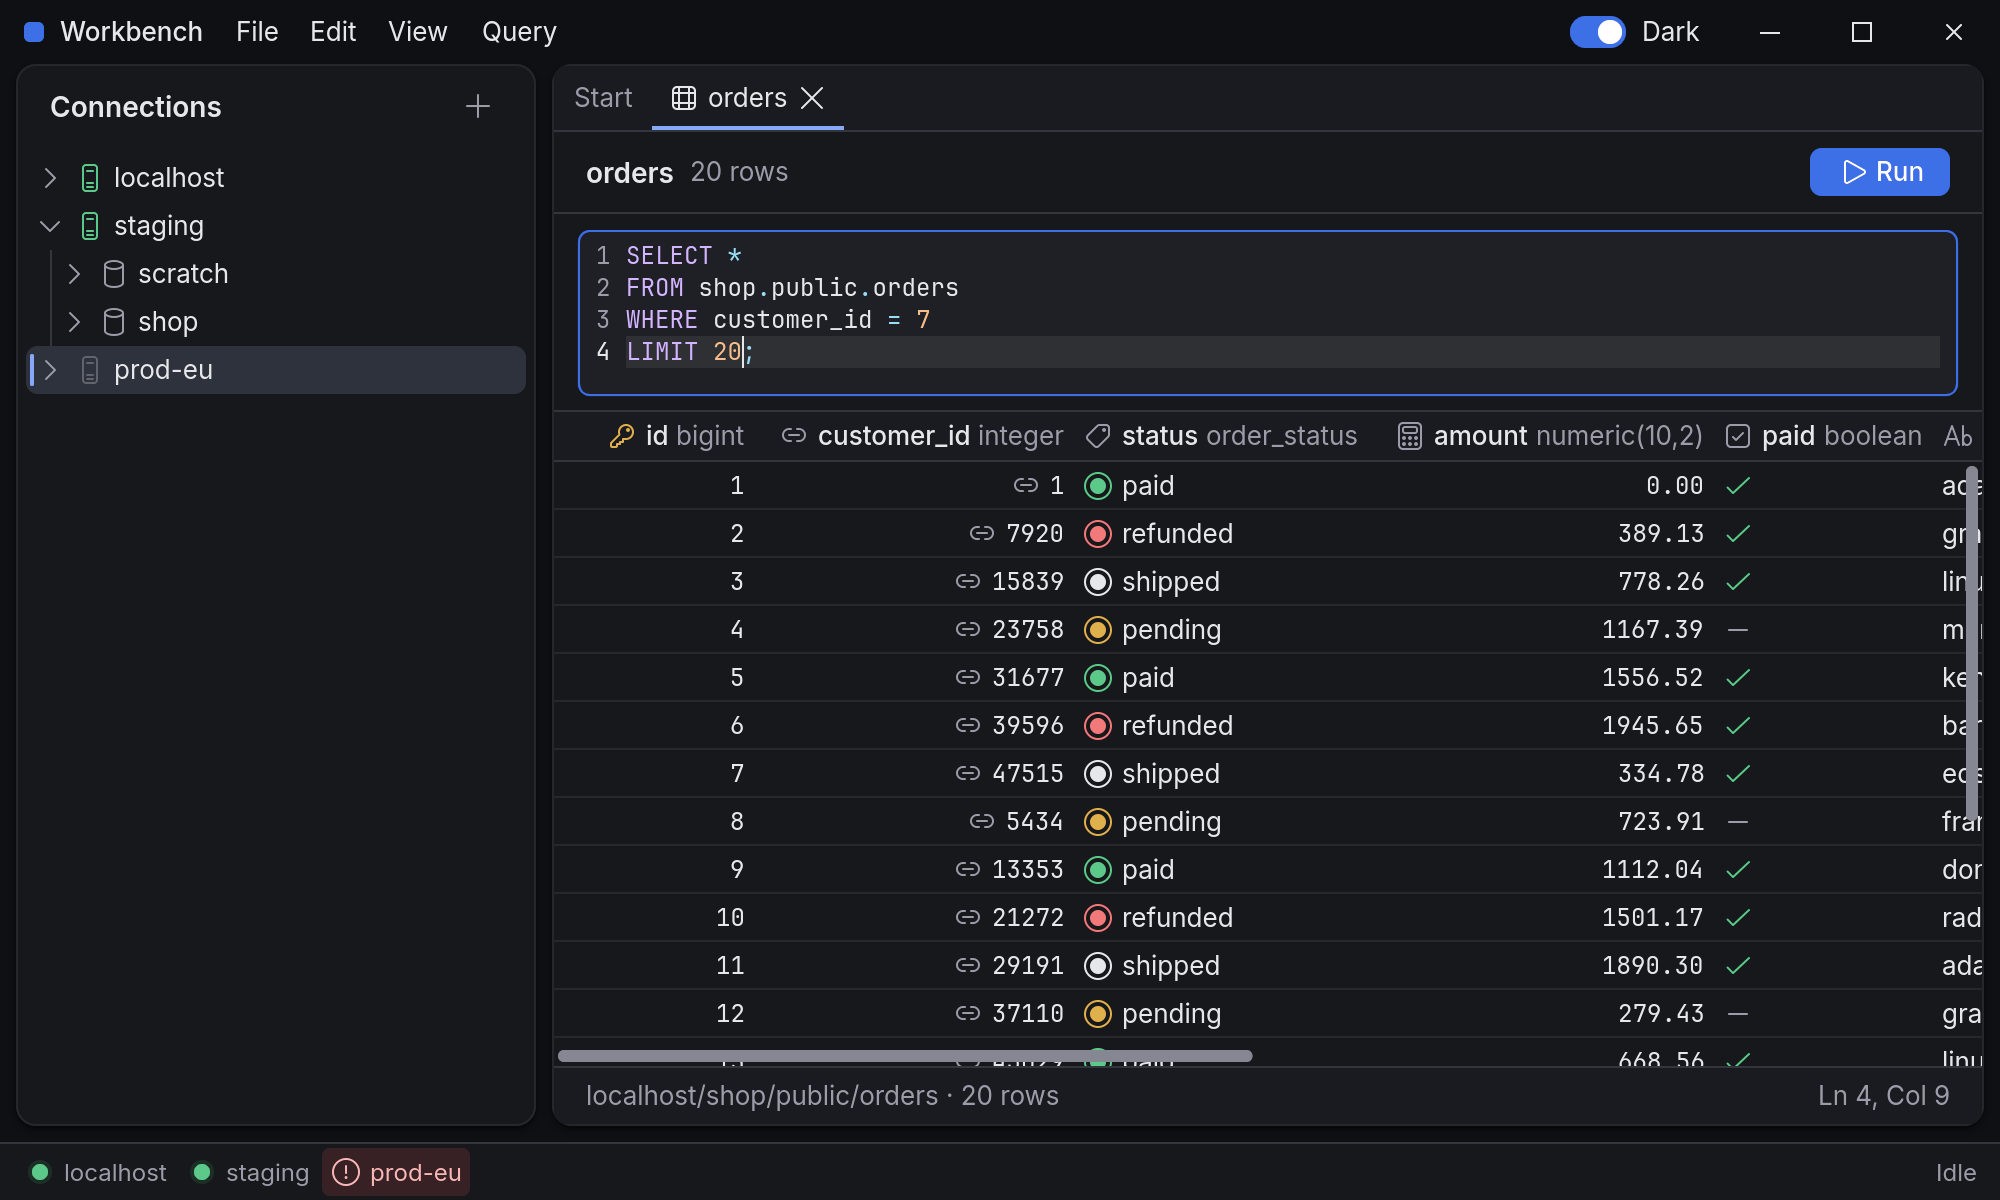 Workbench File Edit View Query Dark
Connections
localhost
staging
scratch
shop
prod-eu
Start orders
orders 20 rows Run
1 SELECT *
2 FROM shop.public.orders
3 WHERE customer_id = 7
4 LIMIT 20;
id bigint customer_id integer status order_status amount numeric(10,2) paid boolean Ab
1 1 paid 0.00
2 7920 refunded 389.13
3 15839 shipped 778.26
4 23758 pending 1167.39
5 31677 paid 1556.52
6 39596 refunded 1945.65
7 47515 shipped 334.78
8 5434 pending 723.91
9 13353 paid 1112.04
10 21272 refunded 1501.17 rad
11 29191 shipped 1890.30 ada
12 37110 pending 279.43 gra
668.56
localhost/shop/public/orders · 20 rows Ln 4, Col 9
localhost staging prod-eu Idle